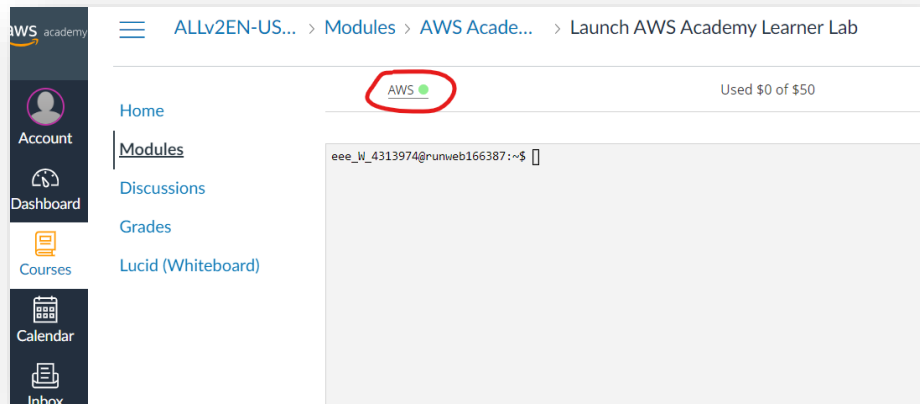 aws academy
ALLv2EN-US... > Modules > AWS Acade... > Launch AWS Academy Learner Lab
AWS
Used $0 of $50
Account
Dashboard
Courses
Calendar
Inbox
Home
Modules
Discussions
Grades
Lucid (Whiteboard)
eee_W_4313974@runweb166387:~$